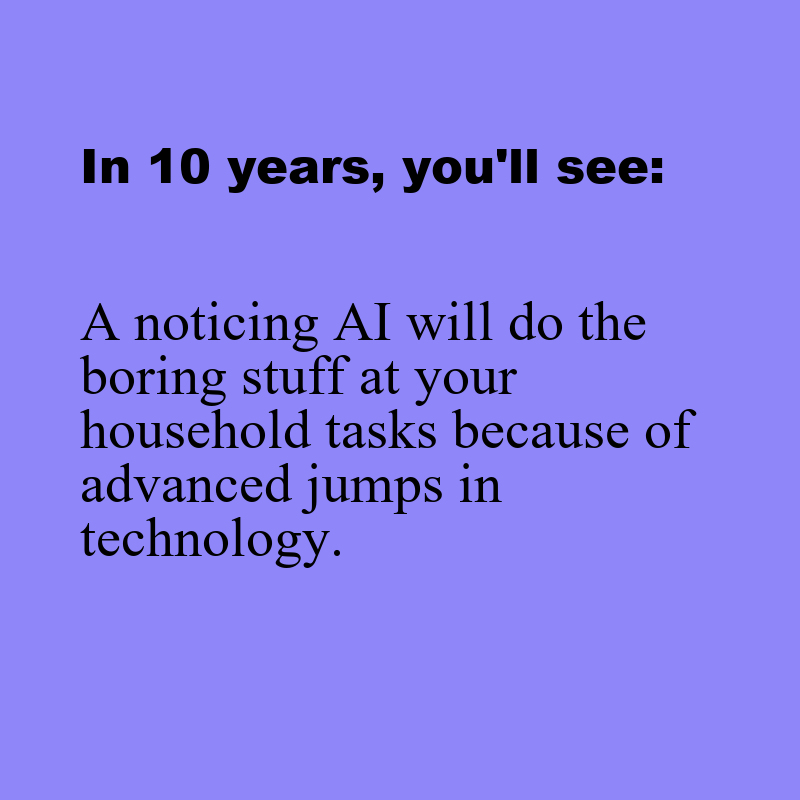 In 10 years, you'll see:
A noticing AI will do the
boring stuff at your
household tasks because of
advanced jumps in
technology.